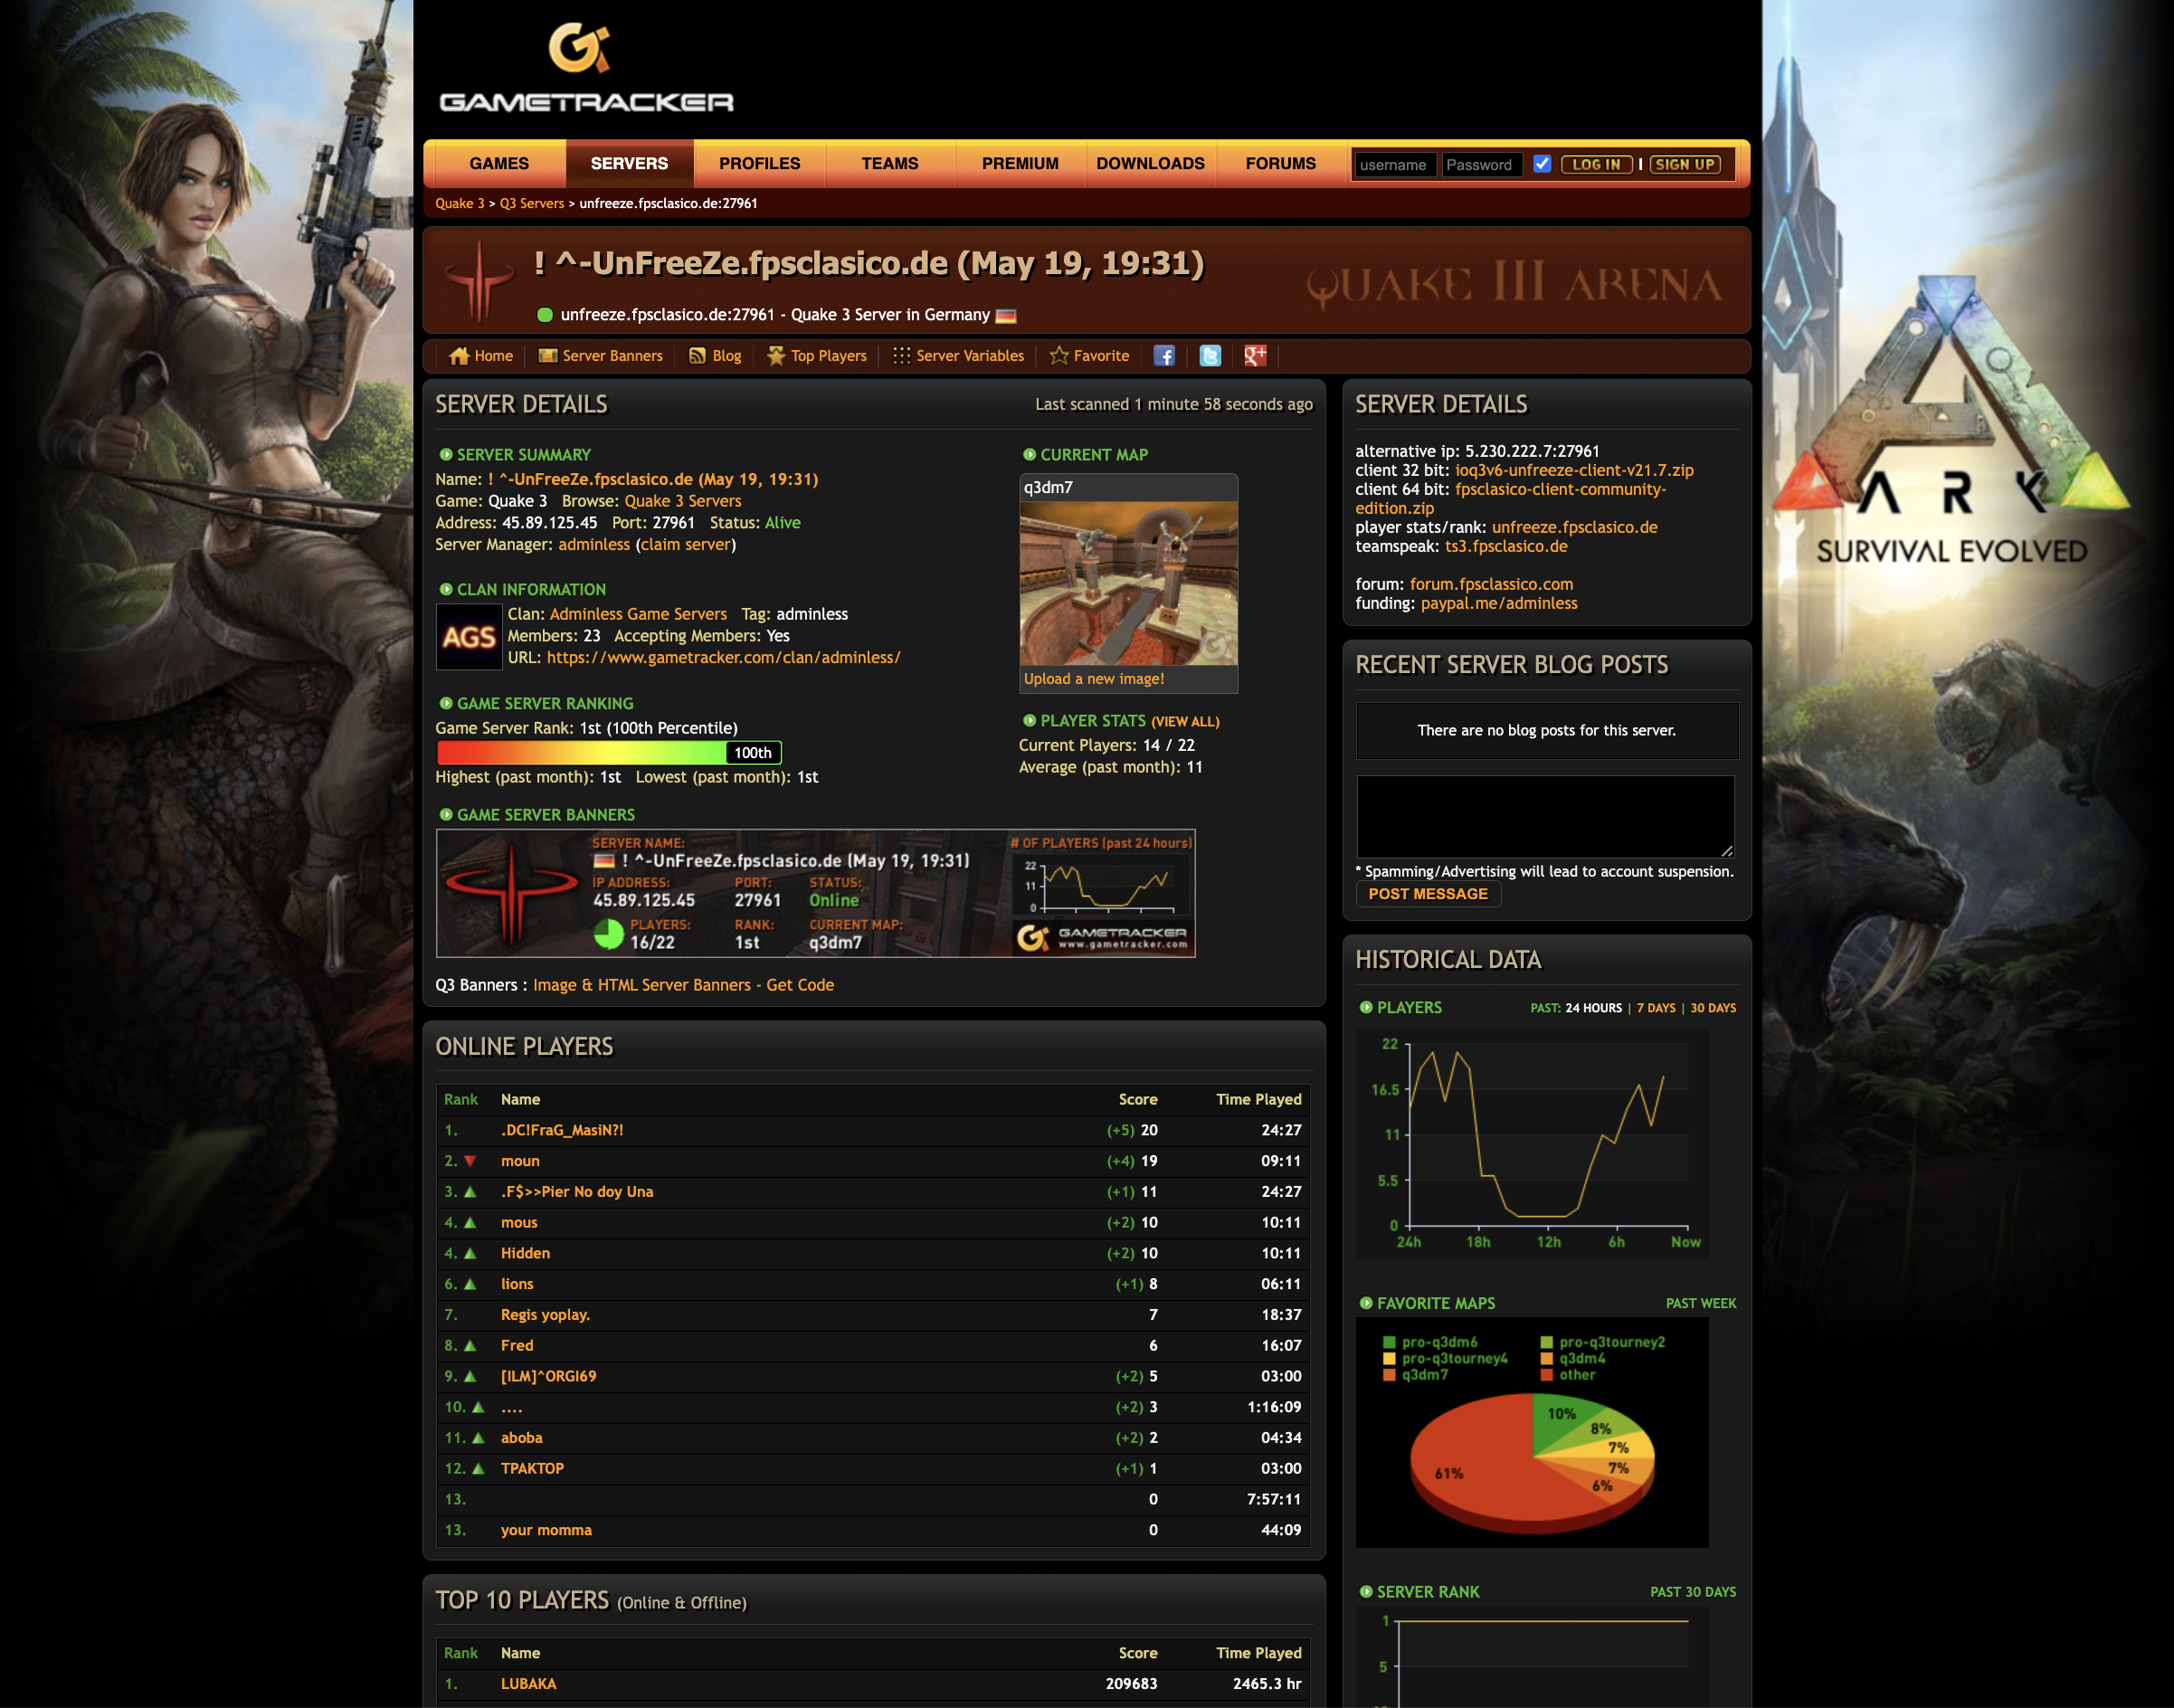 GAMETRACKER
GAMES SERVERS PROFILES TEAMS PREMIUM DOWNLOADS FORUMS username Password LOG IN | SIGN UP
Quake 3 > Q3 Servers > unfreeze.fpsclasico.de:27961
! ^-UnFreeZe.fpsclasico.de (May 19, 19:31)
QUAKE III ARENA
unfreeze.fpsclasico.de:27961 - Quake 3 Server in Germany
Home Server Banners Blog Top Players Server Variables Favorite
SERVER DETAILS Last scanned 1 minute 58 seconds ago
SERVER SUMMARY
Name: ! ^-UnFreeZe.fpsclasico.de (May 19, 19:31)
Game: Quake 3 Browse: Quake 3 Servers
Address: 45.89.125.45 Port: 27961 Status: Alive
Server Manager: adminless (claim server)
CLAN INFORMATION
AGS
Clan: Adminless Game Servers Tag: adminless
Members: 23 Accepting Members: Yes
URL: https://www.gametracker.com/clan/adminless/
GAME SERVER RANKING
Game Server Rank: 1st (100th Percentile)
100th
Highest (past month): 1st Lowest (past month): 1st
CURRENT MAP
q3dm7
Upload a new image!
PLAYER STATS (VIEW ALL)
Current Players: 14 / 22
Average (past month): 11
GAME SERVER BANNERS
SERVER NAME:
! ^-UnFreeZe.fpsclasico.de (May 19, 19:31)
IP ADDRESS: PORT: STATUS:
45.89.125.45 27961 Online
PLAYERS: RANK: CURRENT MAP:
16/22 1st q3dm7
# OF PLAYERS (past 24 hours)
22
11
0
GAMETRACKER
www.gametracker.com
Q3 Banners : Image & HTML Server Banners - Get Code
ONLINE PLAYERS
Rank Name Score Time Played
1. .DC!FraG_MasiN?! (+5) 20 24:27
2. moun (+4) 19 09:11
3. .F$>>Pier No doy Una (+1) 11 24:27
4. mous (+2) 10 10:11
4. Hidden (+2) 10 10:11
6. lions (+1) 8 06:11
7. Regis yoplay. 7 18:37
8. Fred 6 16:07
9. [ILM]^ORGI69 (+2) 5 03:00
10. .... (+2) 3 1:16:09
11. aboba (+2) 2 04:34
12. TPAKTOP (+1) 1 03:00
13. 0 7:57:11
13. your momma 0 44:09
TOP 10 PLAYERS (Online & Offline)
Rank Name Score Time Played
1. LUBAKA 209683 2465.3 hr
SERVER DETAILS
alternative ip: 5.230.222.7:27961
client 32 bit: ioq3v6-unfreeze-client-v21.7.zip
client 64 bit: fpsclasico-client-community-
edition.zip
player stats/rank: unfreeze.fpsclasico.de
teamspeak: ts3.fpsclasico.de
forum: forum.fpsclassico.com
funding: paypal.me/adminless
RECENT SERVER BLOG POSTS
There are no blog posts for this server.
* Spamming/Advertising will lead to account suspension.
POST MESSAGE
HISTORICAL DATA
PLAYERS PAST: 24 HOURS | 7 DAYS | 30 DAYS
22
16.5
11
5.5
0
24h 18h 12h 6h Now
FAVORITE MAPS PAST WEEK
pro-q3dm6 pro-q3tourney2
pro-q3tourney4 q3dm4
q3dm7 other
10%
8%
7%
7%
6%
61%
SERVER RANK PAST 30 DAYS
1
5
ARK
SURVIVAL EVOLVED